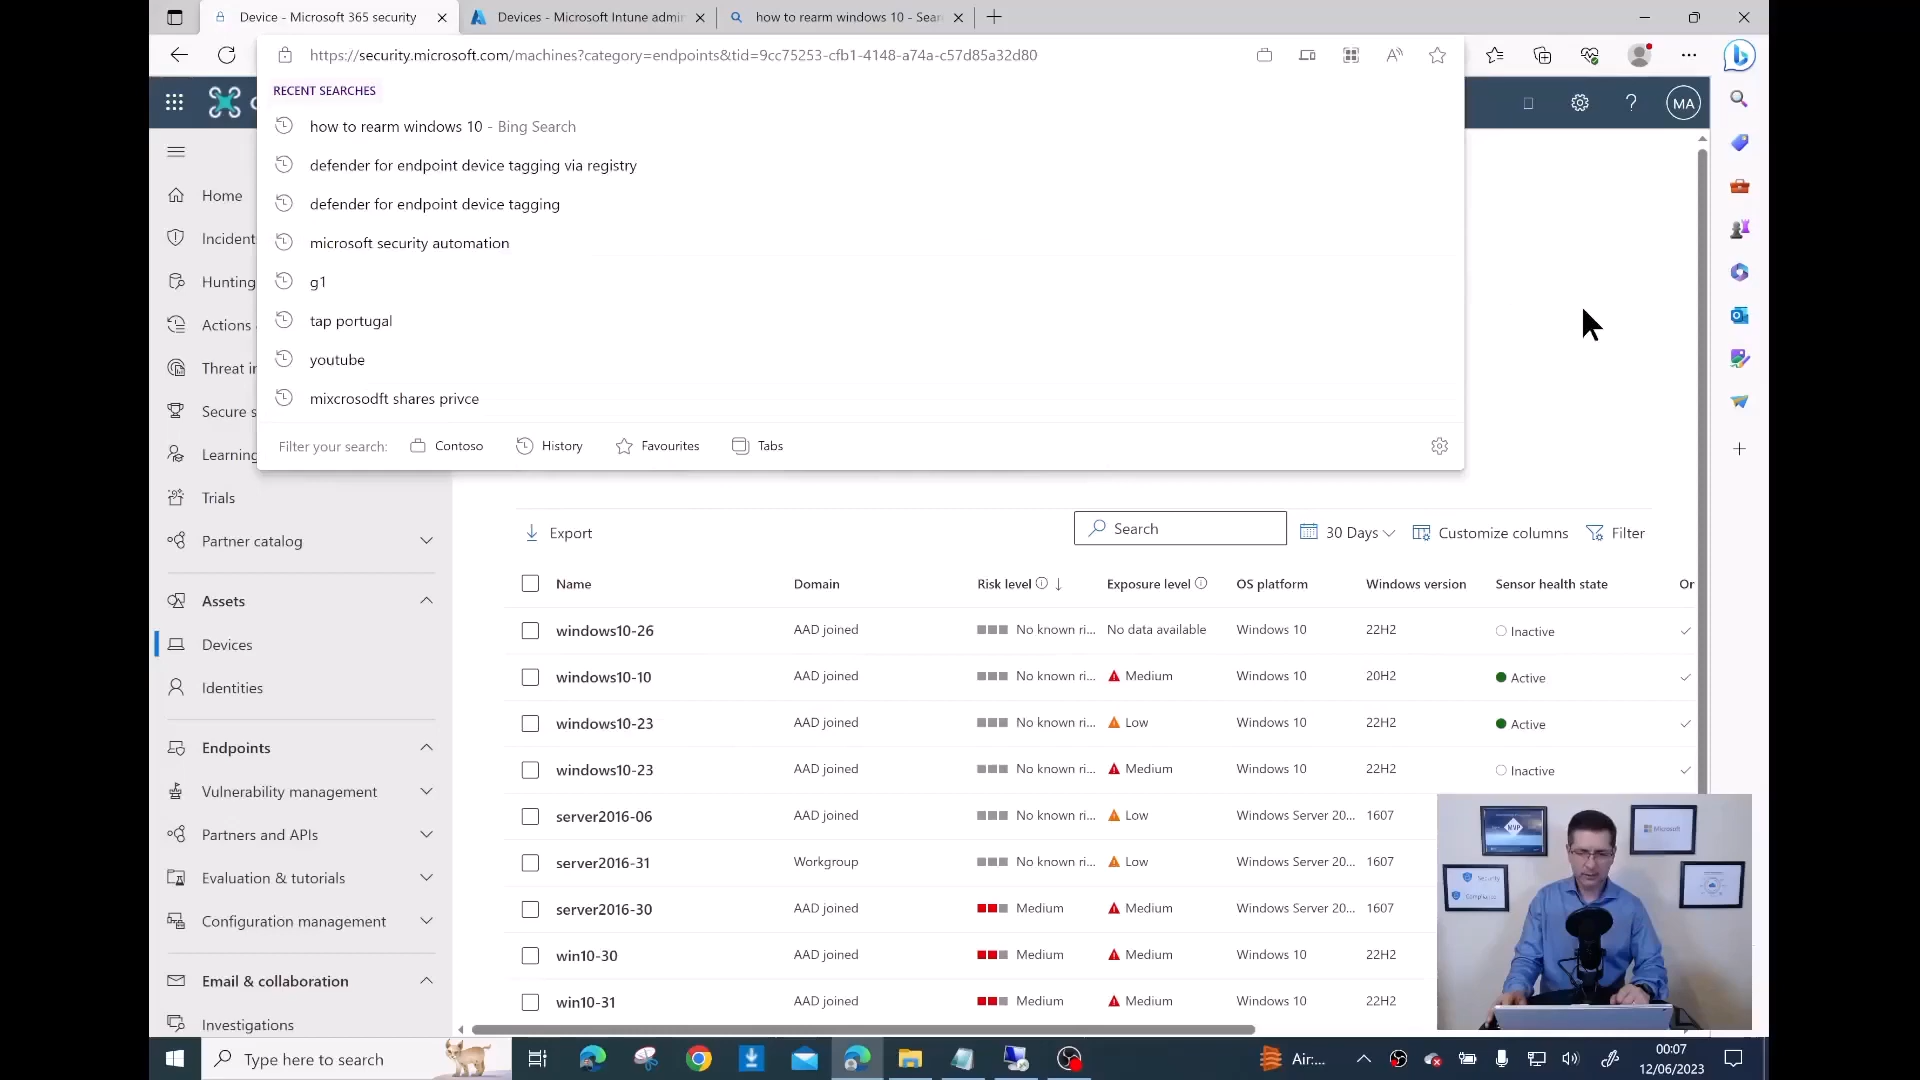 Device - Microsoft 365 security
Devices - Microsoft Intune admin
how to rearm windows 10 - Sear
https://security.microsoft.com/machines?category=endpoints&tid=9cc75253-cfb1-4148-a74a-c57d85a32d80
RECENT SEARCHES
how to rearm windows 10 - Bing Search
defender for endpoint device tagging via registry
defender for endpoint device tagging
microsoft security automation
g1
tap portugal
youtube
mixcrosodft shares privce
Filter your search: Contoso History Favourites Tabs
MA
Home
Incident
Hunting
Actions
Threat in
Secure s
Learning
Trials
Partner catalog
Assets
Devices
Identities
Endpoints
Vulnerability management
Partners and APIs
Evaluation & tutorials
Configuration management
Email & collaboration
Investigations
Export Search 30 Days Customize columns Filter
Name Domain Risk level Exposure level OS platform Windows version Sensor health state Or
windows10-26 AAD joined No known ri... No data available Windows 10 22H2 Inactive
windows10-10 AAD joined No known ri... Medium Windows 10 20H2 Active
windows10-23 AAD joined No known ri... Low Windows 10 22H2 Active
windows10-23 AAD joined No known ri... Medium Windows 10 22H2 Inactive
server2016-06 AAD joined No known ri... Low Windows Server 20... 1607
server2016-31 Workgroup No known ri... Low Windows Server 20... 1607
server2016-30 AAD joined Medium Medium Windows Server 20... 1607
win10-30 AAD joined Medium Medium Windows 10 22H2
win10-31 AAD joined Medium Medium Windows 10 22H2
MVP
Microsoft
Security
Compliance
Type here to search
Air:...
00:07
12/06/2023